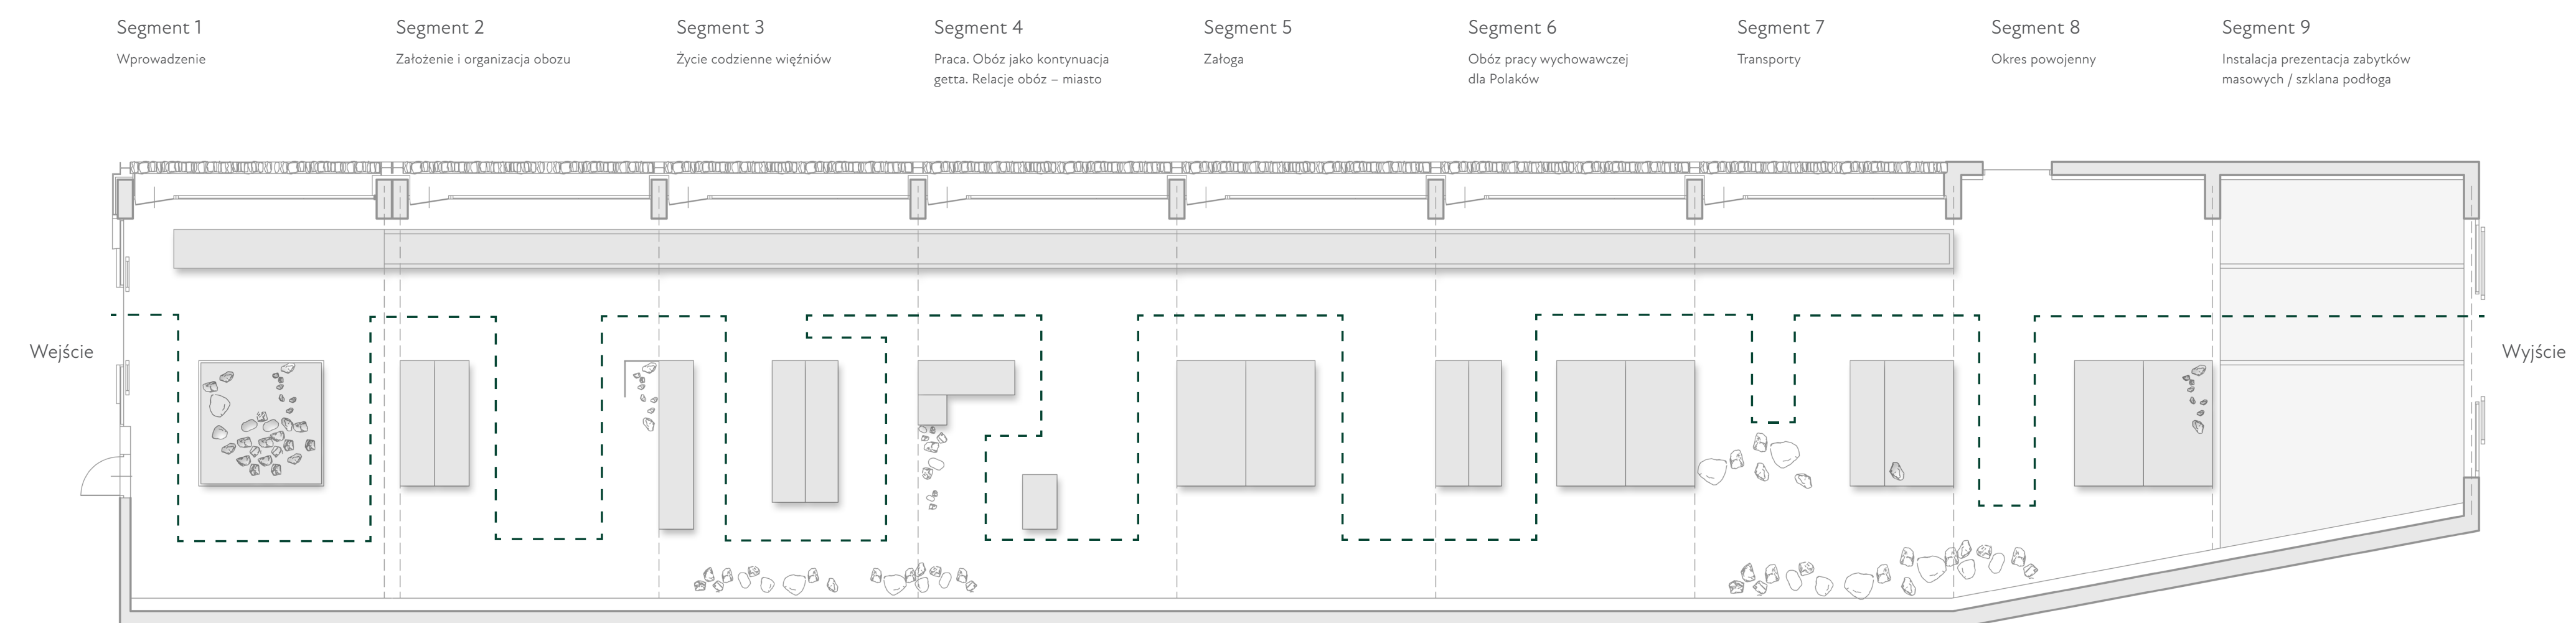 Segment 1
Wprowadzenie
Segment 2
Założenie i organizacja obozu
Segment 3
Życie codzienne więźniów
Segment 4
Praca. Obóz jako kontynuacja
getta. Relacje obóz – miasto
Segment 5
Załoga
Segment 6
Obóz pracy wychowawczej
dla Polaków
Segment 7
Transporty
Segment 8
Okres powojenny
Segment 9
Instalacja prezentacja zabytków
masowych / szklana podłoga
Wejście
Wyjście